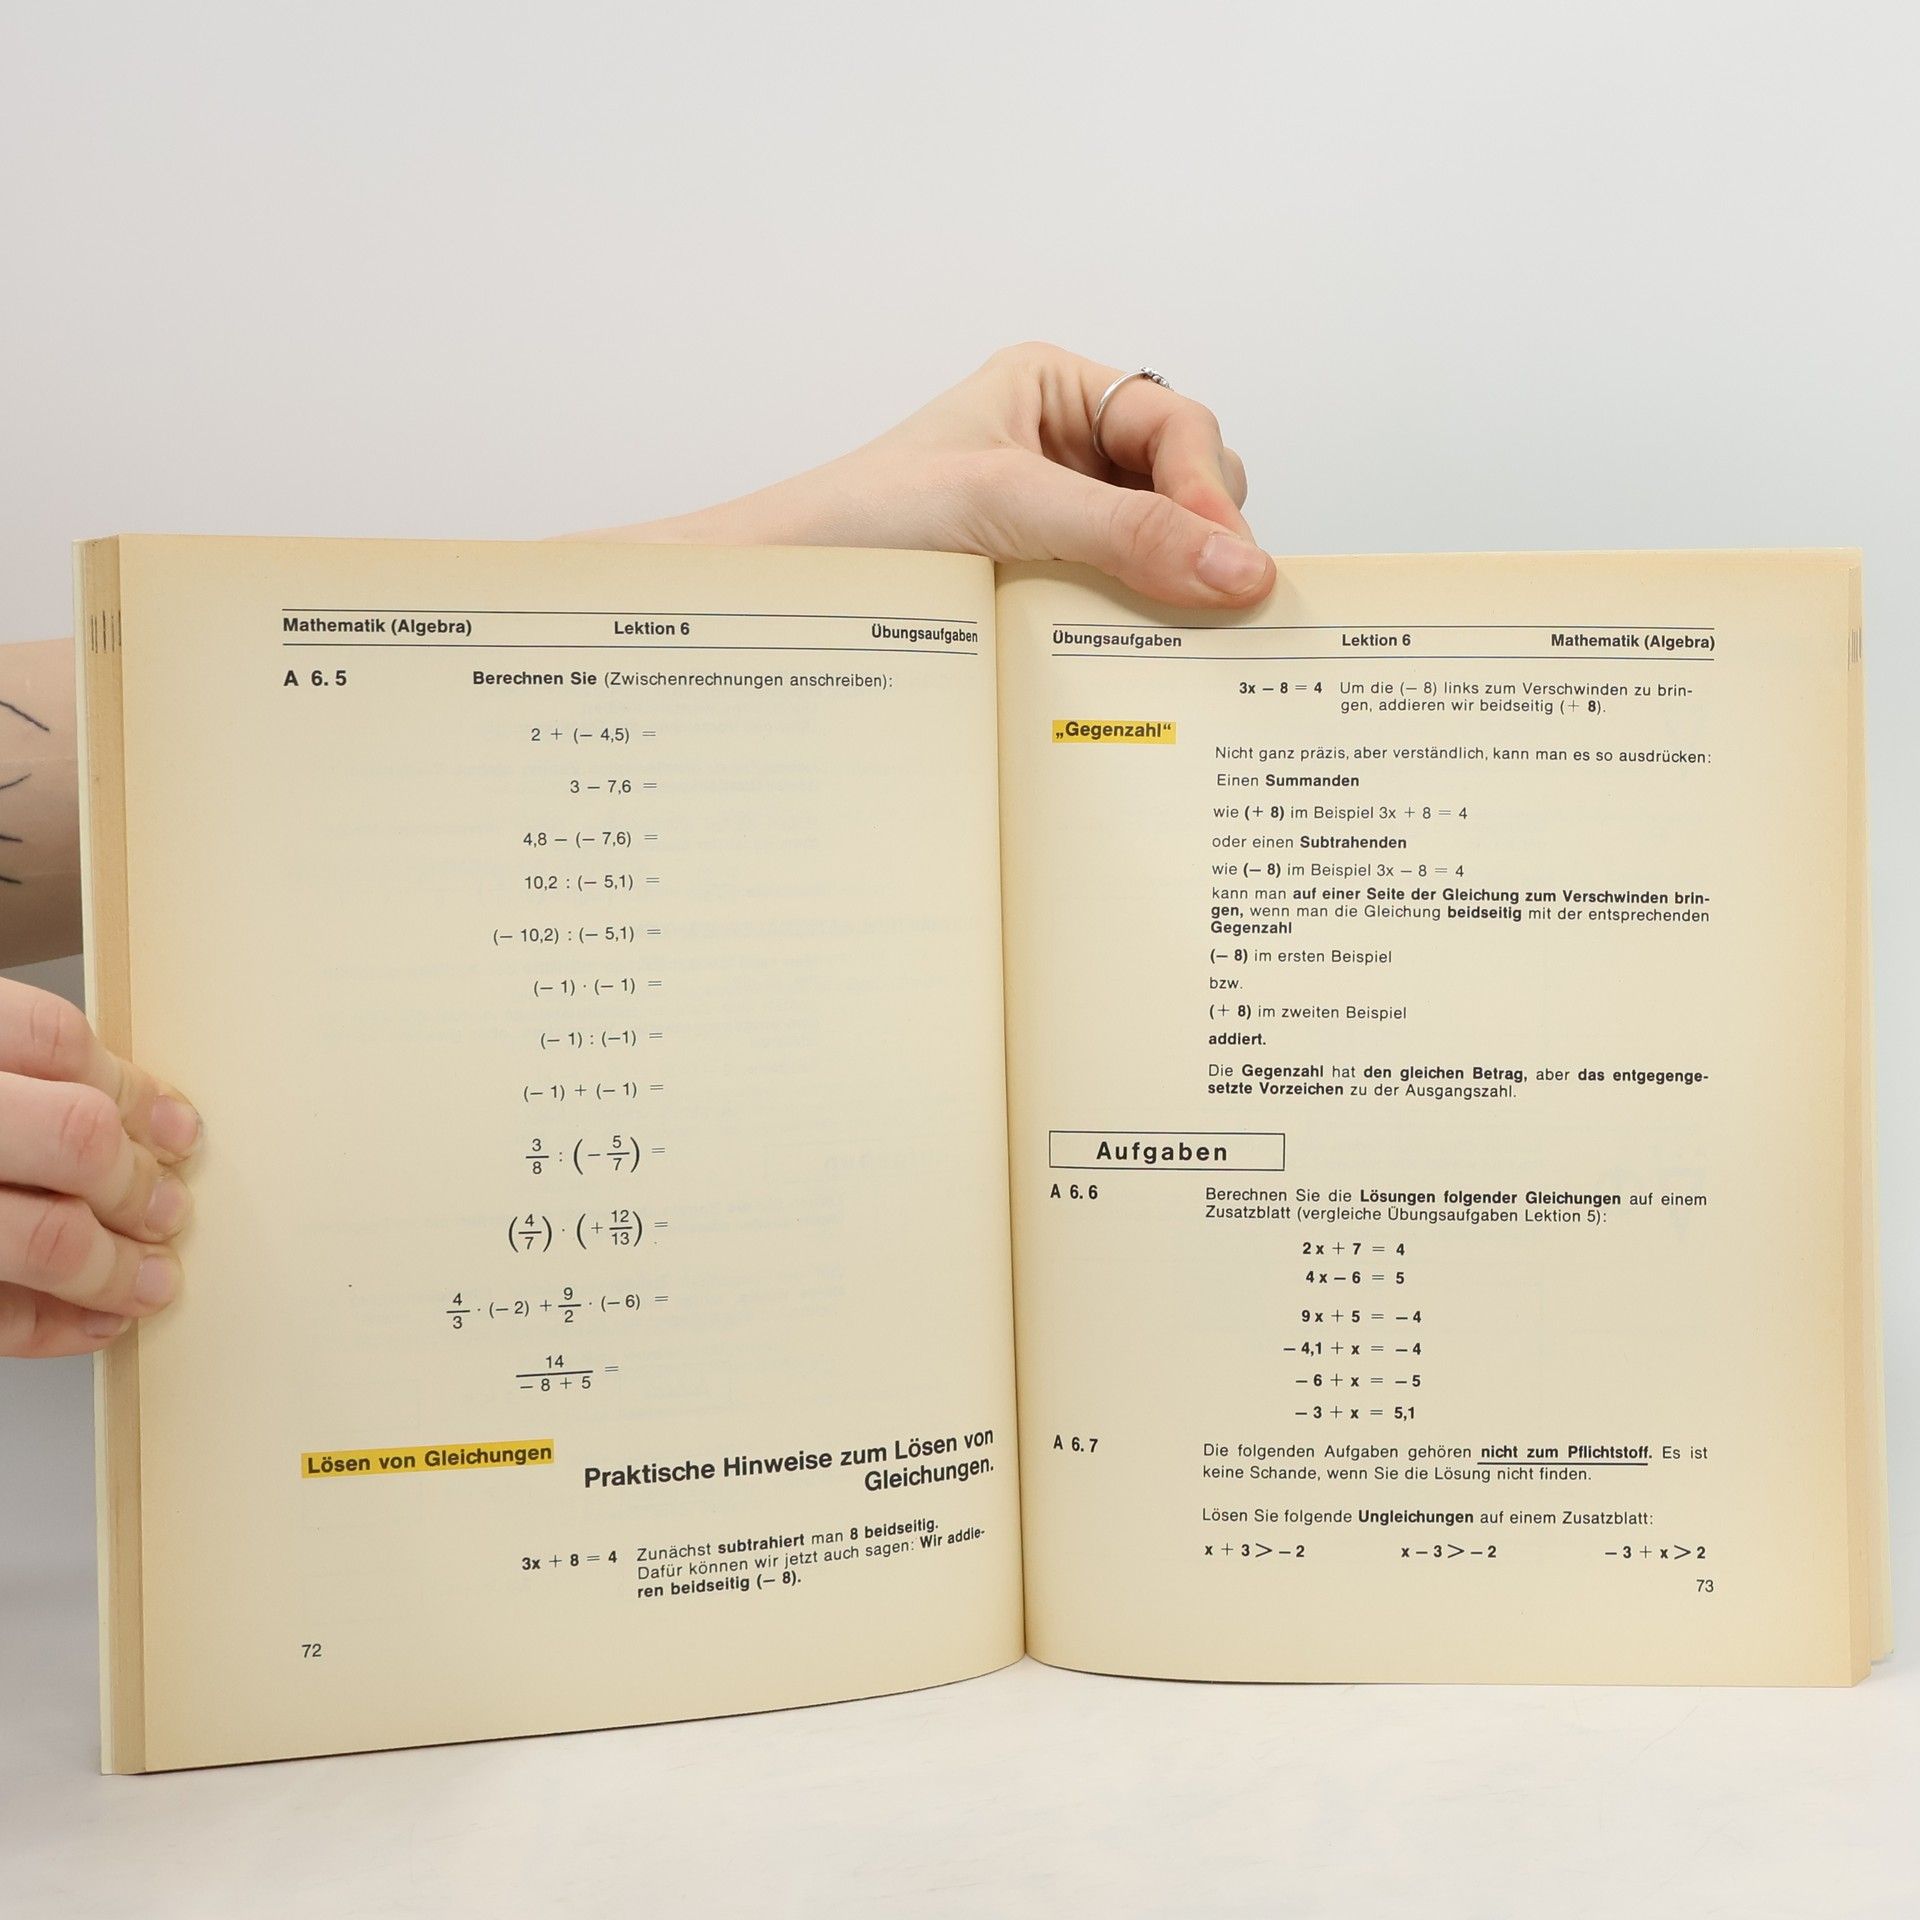 Mathematik (Algebra) Lektion 6 Übungsaufgaben
A 6.5 Berechnen Sie (Zwischenrechnungen anschreiben):
2 + (– 4,5) =
3 – 7,6 =
4,8 – (– 7,6) =
10,2 : (– 5,1) =
(– 10,2) : (– 5,1) =
(– 1) · (– 1) =
(– 1) : (–1) =
(– 1) + (– 1) =
3/8 : (– 5/7) =
(4/7) · (+ 12/13) =
4/3 · (– 2) + 9/2 · (– 6) =
14/(– 8 + 5) =
Lösen von Gleichungen
Praktische Hinweise zum Lösen von
Gleichungen.
3x + 8 = 4 Zunächst subtrahiert man 8 beidseitig.
Dafür können wir jetzt auch sagen: Wir addie-
ren beidseitig (– 8).
72
Übungsaufgaben Lektion 6 Mathematik (Algebra)
3x – 8 = 4 Um die (– 8) links zum Verschwinden zu brin-
gen, addieren wir beidseitig (+ 8).
„Gegenzahl“
Nicht ganz präzis, aber verständlich, kann man es so ausdrücken:
Einen Summanden
wie (+ 8) im Beispiel 3x + 8 = 4
oder einen Subtrahenden
wie (– 8) im Beispiel 3x – 8 = 4
kann man auf einer Seite der Gleichung zum Verschwinden brin-
gen, wenn man die Gleichung beidseitig mit der entsprechenden
Gegenzahl
(– 8) im ersten Beispiel
bzw.
(+ 8) im zweiten Beispiel
addiert.
Die Gegenzahl hat den gleichen Betrag, aber das entgegenge-
setzte Vorzeichen zu der Ausgangszahl.
Aufgaben
A 6.6 Berechnen Sie die Lösungen folgender Gleichungen auf einem
Zusatzblatt (vergleiche Übungsaufgaben Lektion 5):
2x + 7 = 4
4x – 6 = 5
9x + 5 = – 4
– 4,1 + x = – 4
– 6 + x = – 5
– 3 + x = 5,1
A 6.7 Die folgenden Aufgaben gehören nicht zum Pflichtstoff. Es ist
keine Schande, wenn Sie die Lösung nicht finden.
Lösen Sie folgende Ungleichungen auf einem Zusatzblatt:
x + 3 > – 2 x – 3 > – 2 – 3 + x > 2
73